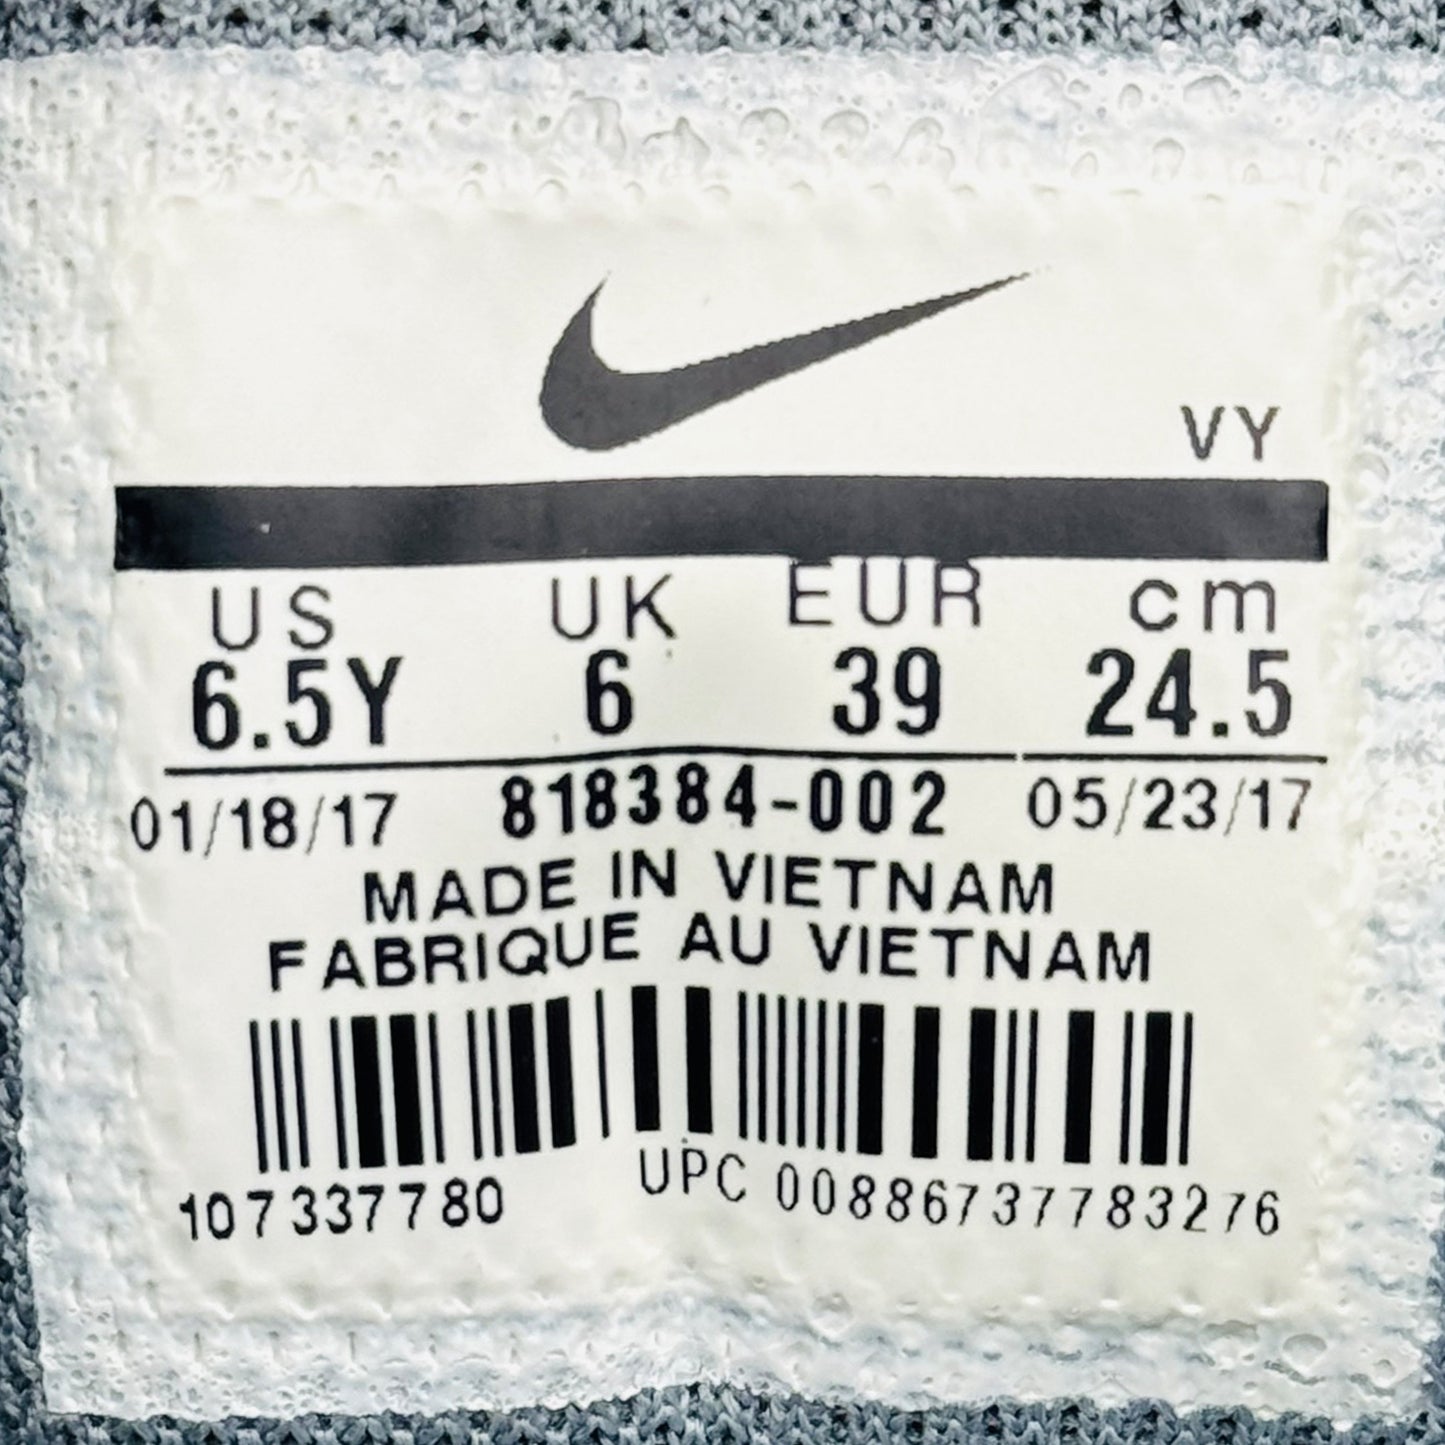 VY
US UK EUR cm
6.5Y 6 39 24.5
01/18/17 818384-002 05/23/17
MADE IN VIETNAM
FABRIQUE AU VIETNAM
107337780 UPC 00886737783276